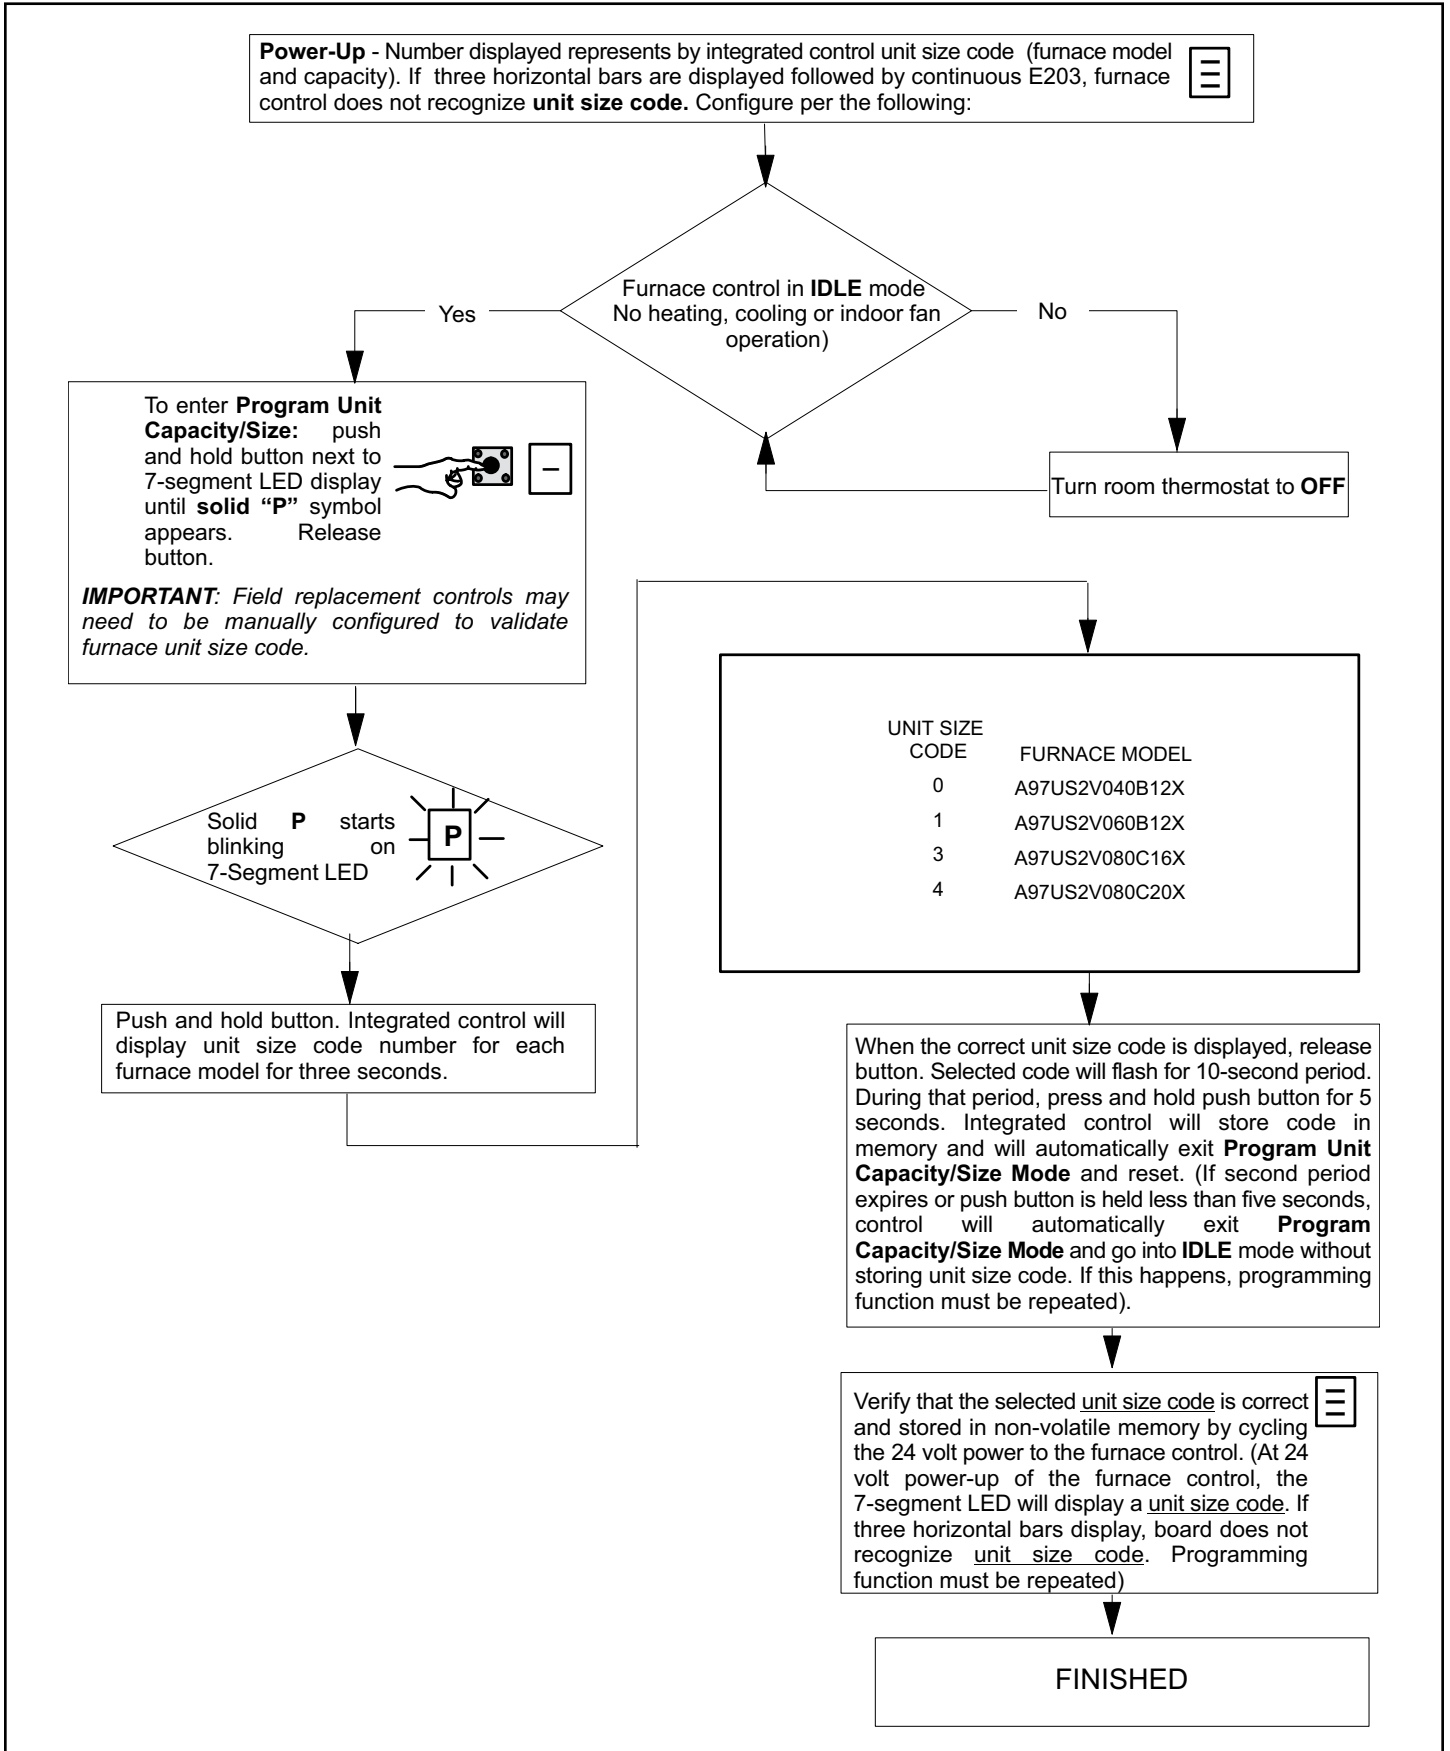 Power-Up - Number displayed represents by integrated control unit size code (furnace model
and capacity). If three horizontal bars are displayed followed by continuous E203, furnace
control does not recognize unit size code. Configure per the following:
Furnace control in IDLE mode
No heating, cooling or indoor fan
operation)
Yes
No
To enter Program Unit
Capacity/Size: push
and hold button next to
7-segment LED display
until solid “P” symbol
appears. Release
button.
IMPORTANT: Field replacement controls may
need to be manually configured to validate
furnace unit size code.
Turn room thermostat to OFF
Solid P starts
blinking on
7-Segment LED
P
Push and hold button. Integrated control will
display unit size code number for each
furnace model for three seconds.
UNIT SIZE
CODE FURNACE MODEL
0 A97US2V040B12X
1 A97US2V060B12X
3 A97US2V080C16X
4 A97US2V080C20X
When the correct unit size code is displayed, release
button. Selected code will flash for 10-second period.
During that period, press and hold push button for 5
seconds. Integrated control will store code in
memory and will automatically exit Program Unit
Capacity/Size Mode and reset. (If second period
expires or push button is held less than five seconds,
control will automatically exit Program
Capacity/Size Mode and go into IDLE mode without
storing unit size code. If this happens, programming
function must be repeated).
Verify that the selected unit size code is correct
and stored in non-volatile memory by cycling
the 24 volt power to the furnace control. (At 24
volt power-up of the furnace control, the
7-segment LED will display a unit size code. If
three horizontal bars display, board does not
recognize unit size code. Programming
function must be repeated)
FINISHED